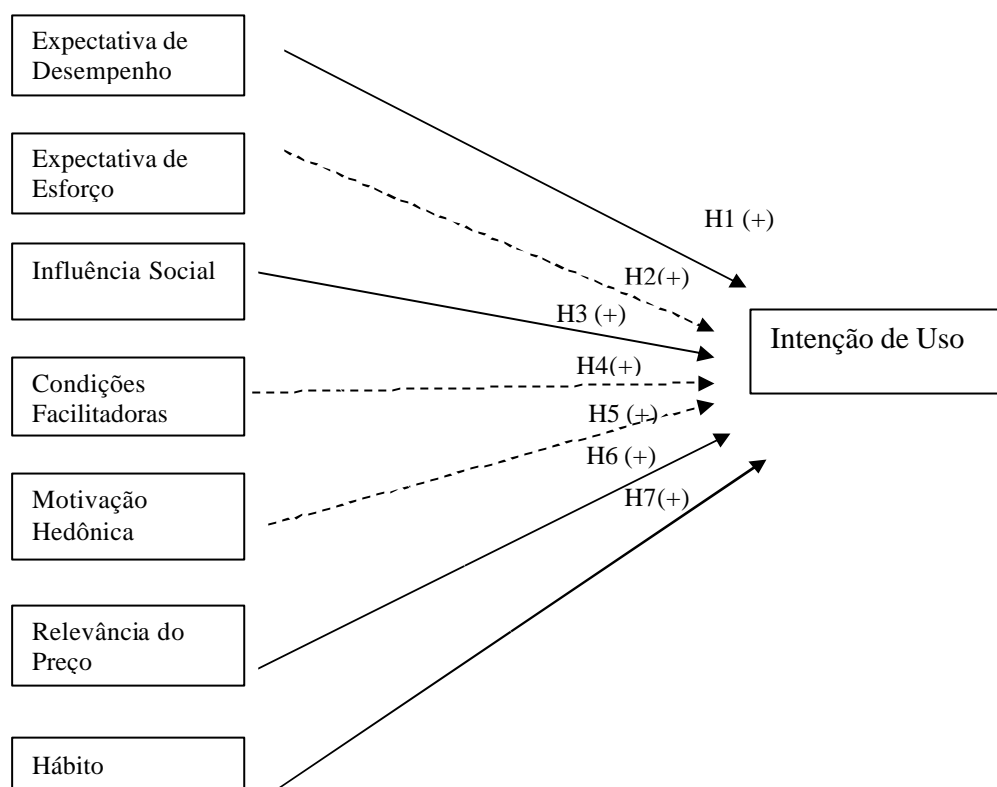 Expectativa de
Desempenho
Expectativa de
Esforço
H1 (+)
Influência Social
H2(+)
H3 (+)
Intenção de Uso
Condições
Facilitadoras
H4(+)
H5 (+)
H6 (+)
Motivação
Hedônica
H7(+)
Relevância do
Preço
Hábito